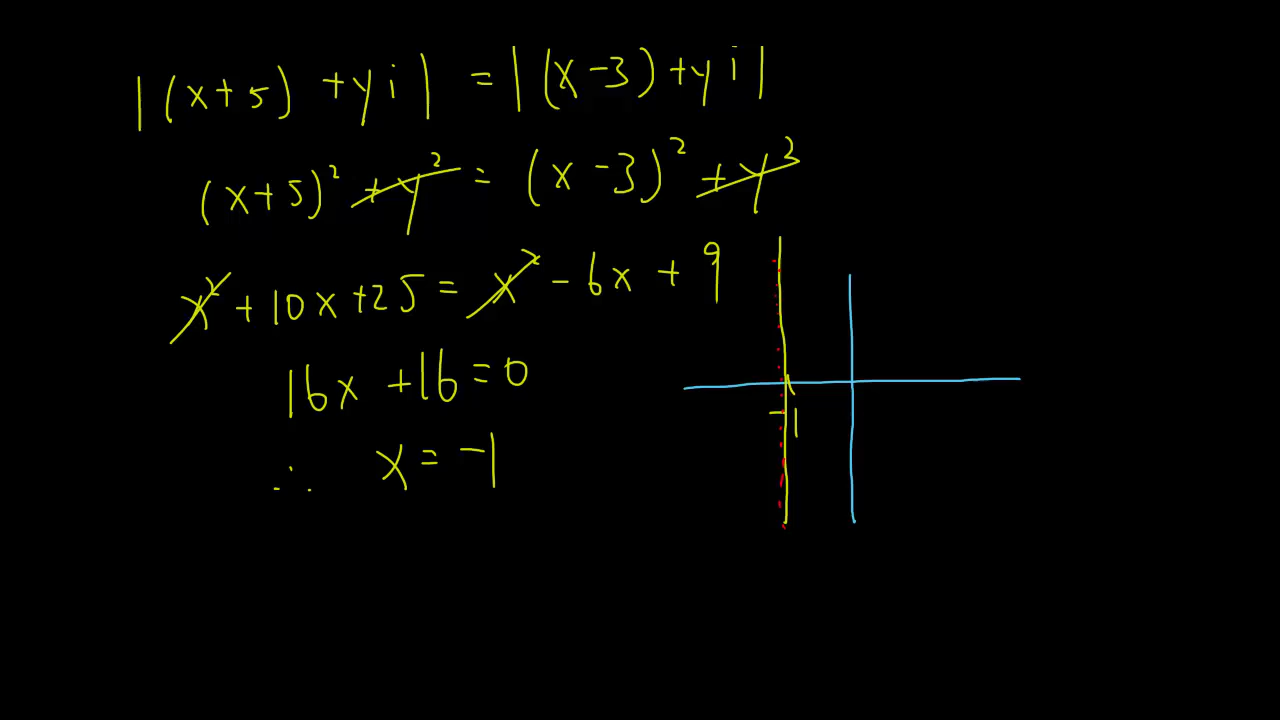 |(x+5) +yi| = |(x-3)+yi|
(x+5)² +y² = (x-3)² +y²
x² +10x+25= x² -6x+9
16x+16=0
∴ x=-1
-1